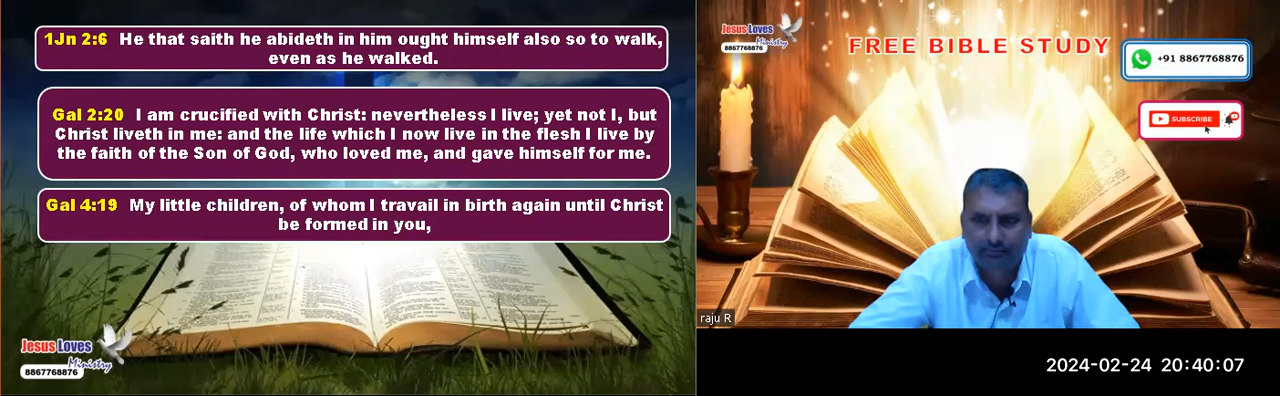 1Jn 2:6 He that saith he abideth in him ought himself also so to walk,
even as he walked.
Gal 2:20 I am crucified with Christ: nevertheless I live; yet not I, but
Christ liveth in me: and the life which I now live in the flesh I live by
the faith of the Son of God, who loved me, and gave himself for me.
Gal 4:19 My little children, of whom I travail in birth again until Christ
be formed in you,
Jesus Loves
Ministry
8867768876
Jesus Loves
Ministry
8867768876
FREE BIBLE STUDY
+91 8867768876
SUBSCRIBE
raju R
2024-02-24 20:40:07